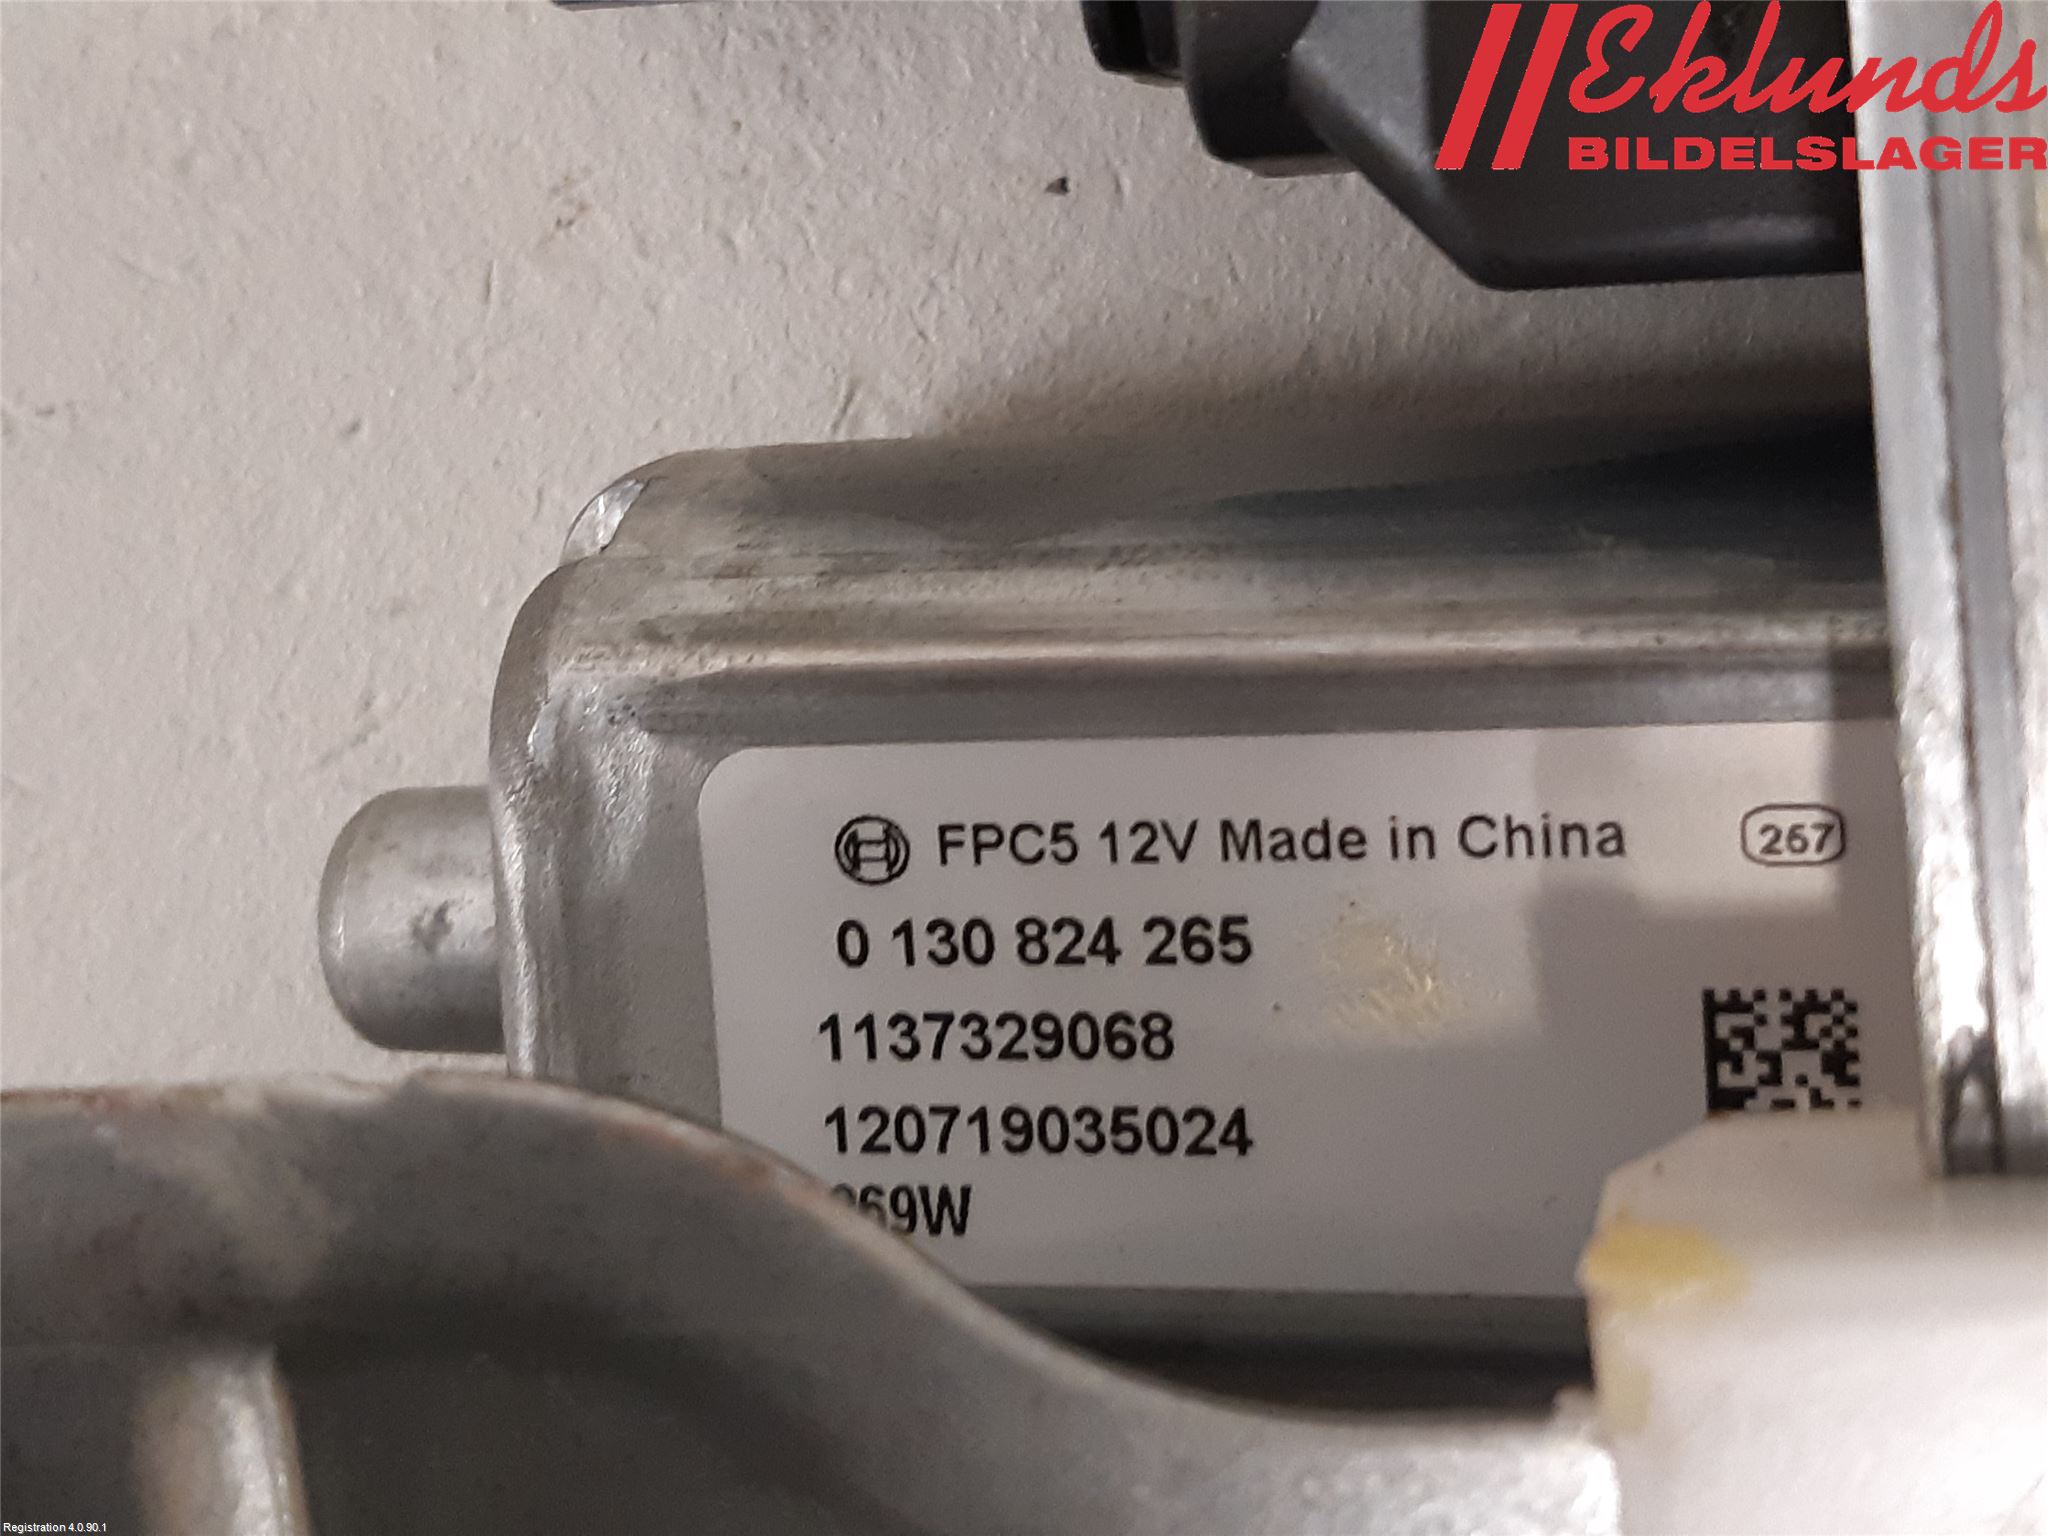 Eklunds
BILDELSLAGER
FPC5 12V Made in China 267
0 130 824 265
1137329068
120719035024
69W
Registration 4.0.90.1